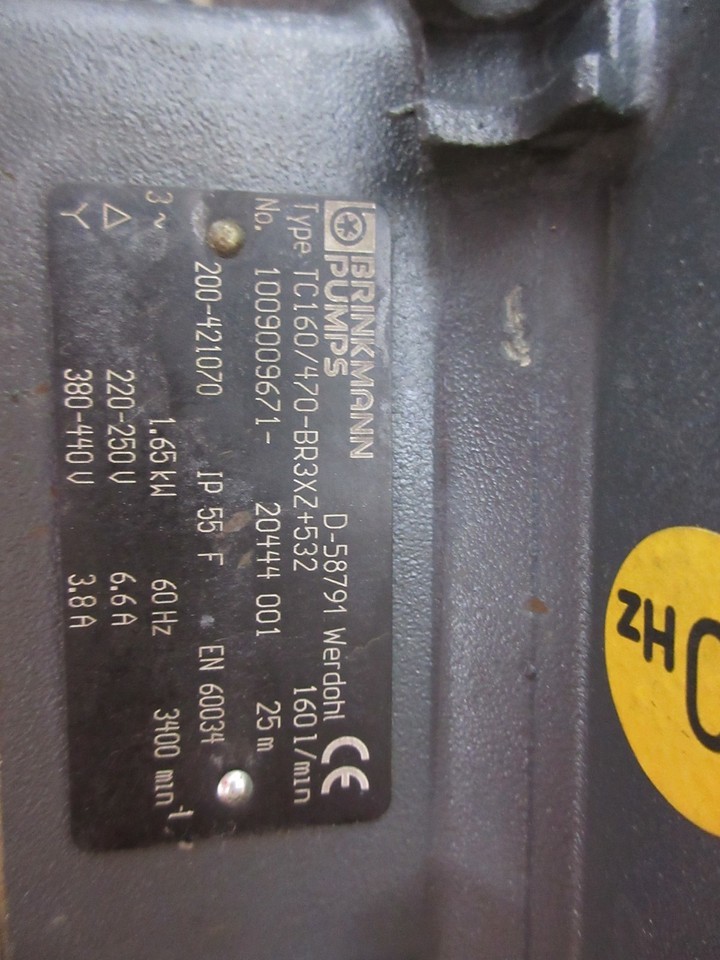 BRINKMANN
PUMPS
D-58791 Werdohl
CE
Type TC160/470-BR3XZ+532 160 l/min
No. 1009009671- 20444 001 25 m
200-421070 IP 55 F EN 60034
3~ 1,65 kW 60 Hz 3400 min⁻¹
△ 220-250 V 6.6 A
Y 380-440 V 3.8 A
Hz